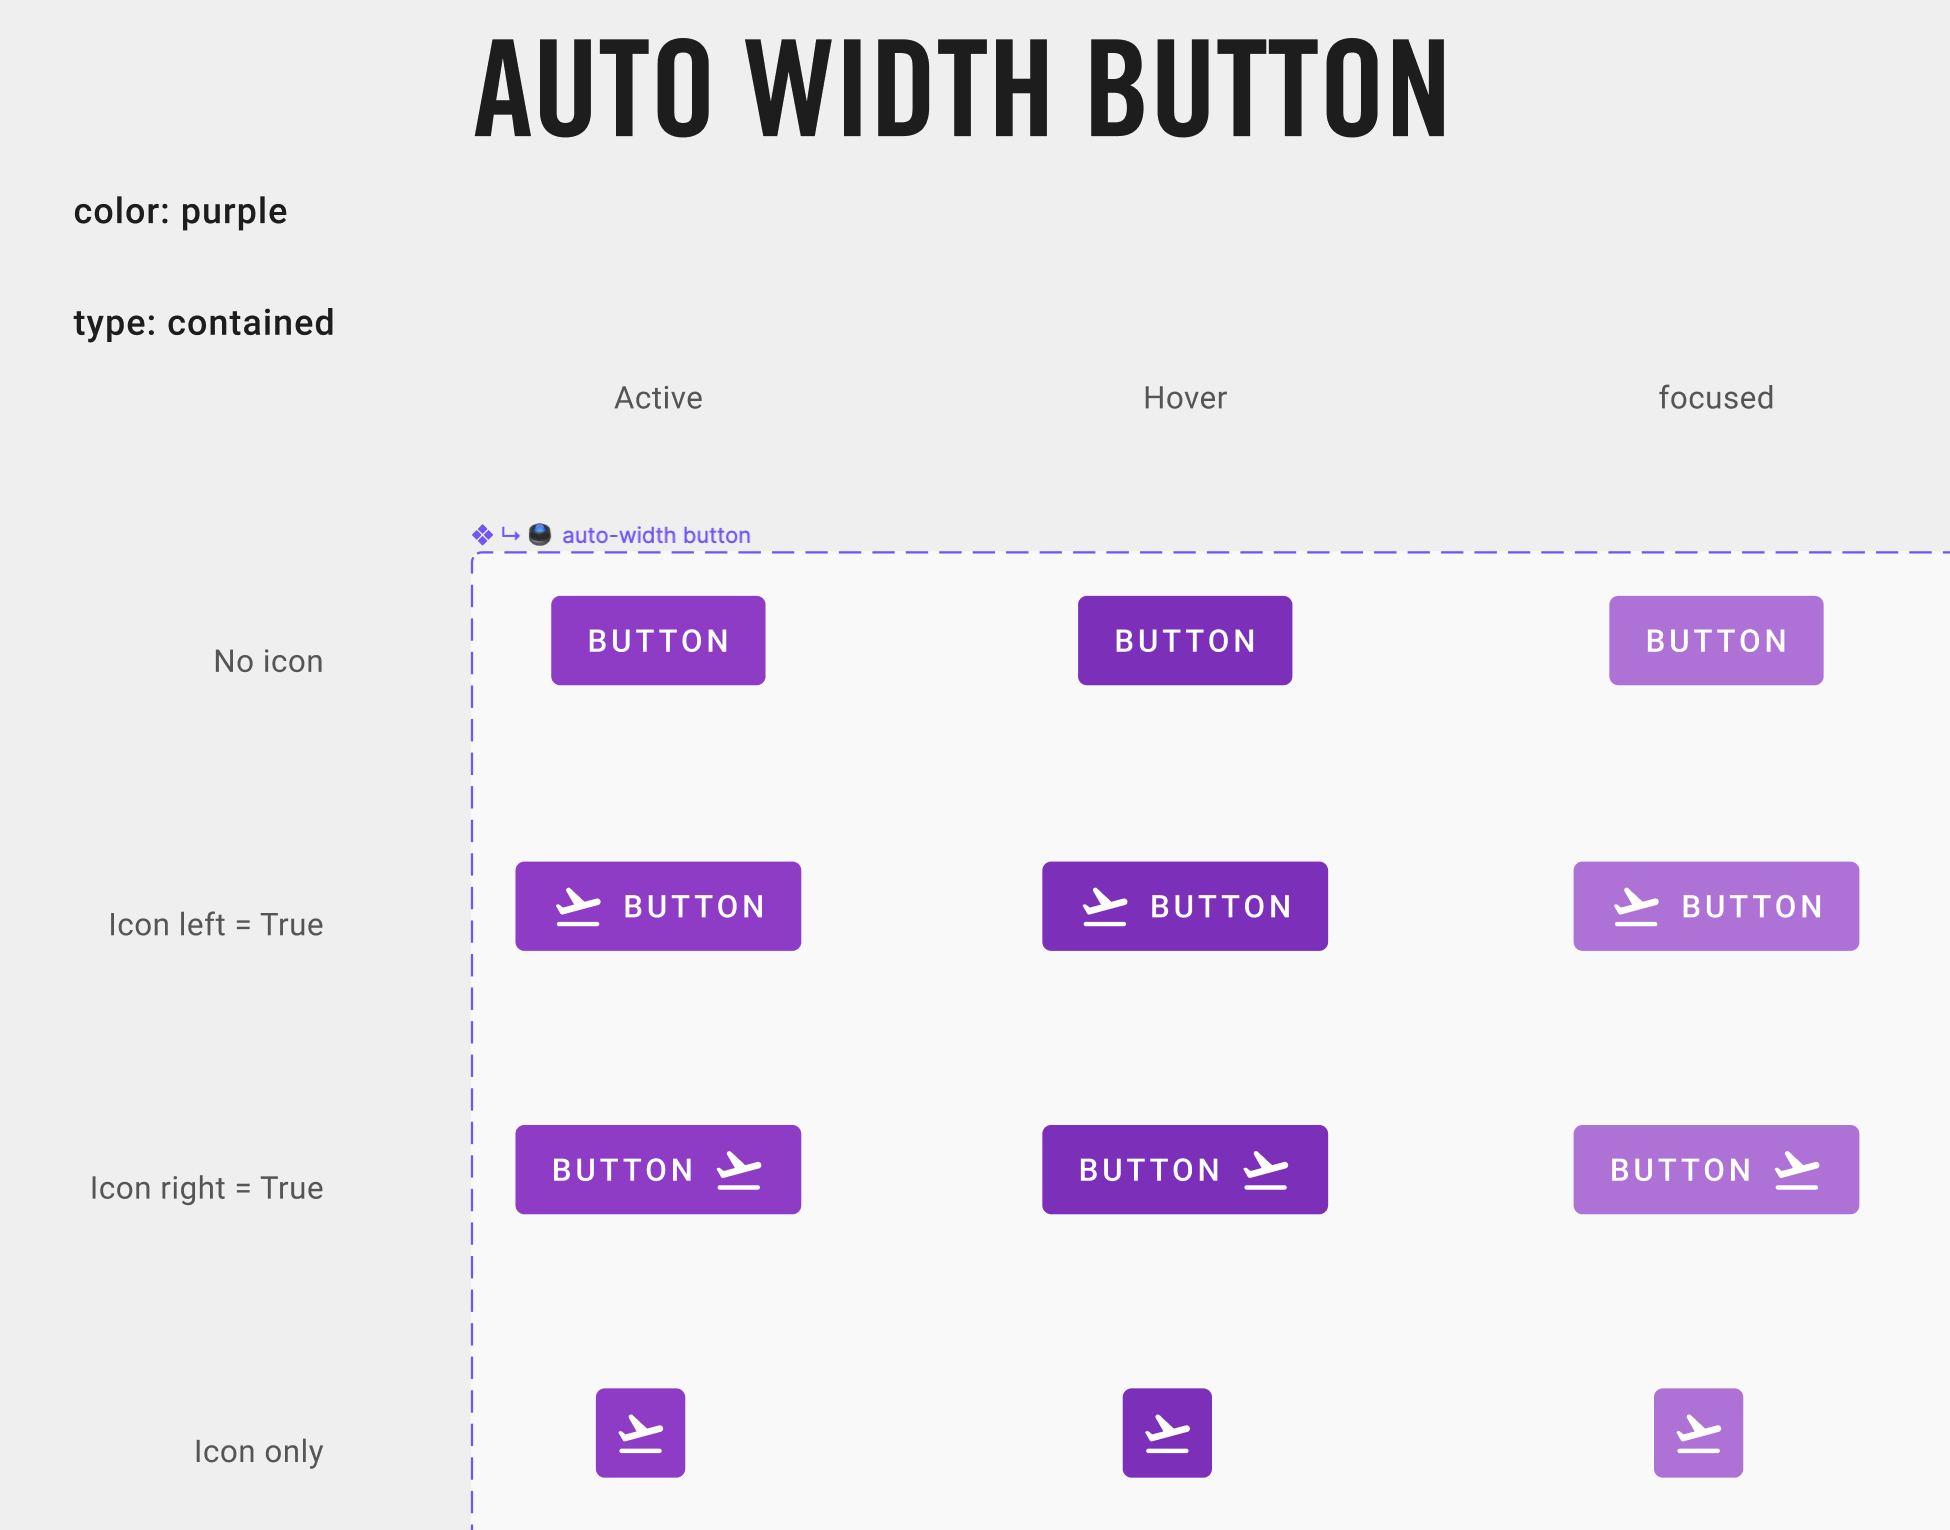 AUTO WIDTH BUTTON
color: purple
type: contained
Active Hover focused
auto-width button
No icon BUTTON BUTTON BUTTON
Icon left = True BUTTON BUTTON BUTTON
Icon right = True BUTTON BUTTON BUTTON
Icon only